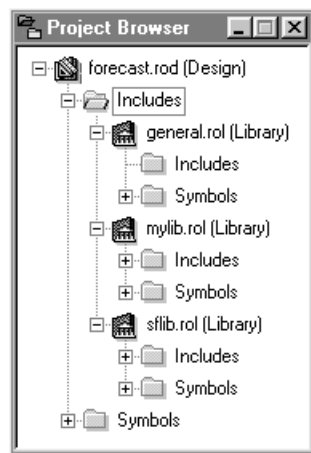 Project Browser
forecast.rod (Design)
Includes
general.rol (Library)
Includes
Symbols
mylib.rol (Library)
Includes
Symbols
sflib.rol (Library)
Includes
Symbols
Symbols